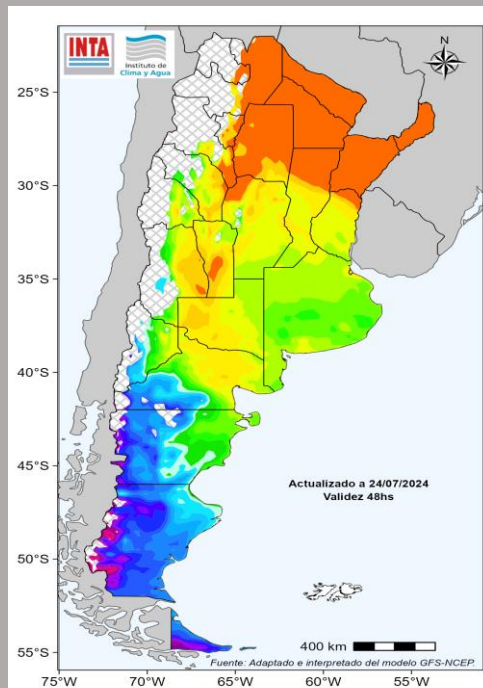 INTA
Instituto de
Clima y Agua
N
25°S
30°S
35°S
40°S
45°S
50°S
55°S
Actualizado a 24/07/2024
Validez 48hs
400 km
Fuente: Adaptado e interpretado del modelo GFS-NCEP.
75°W
70°W
65°W
60°W
55°W